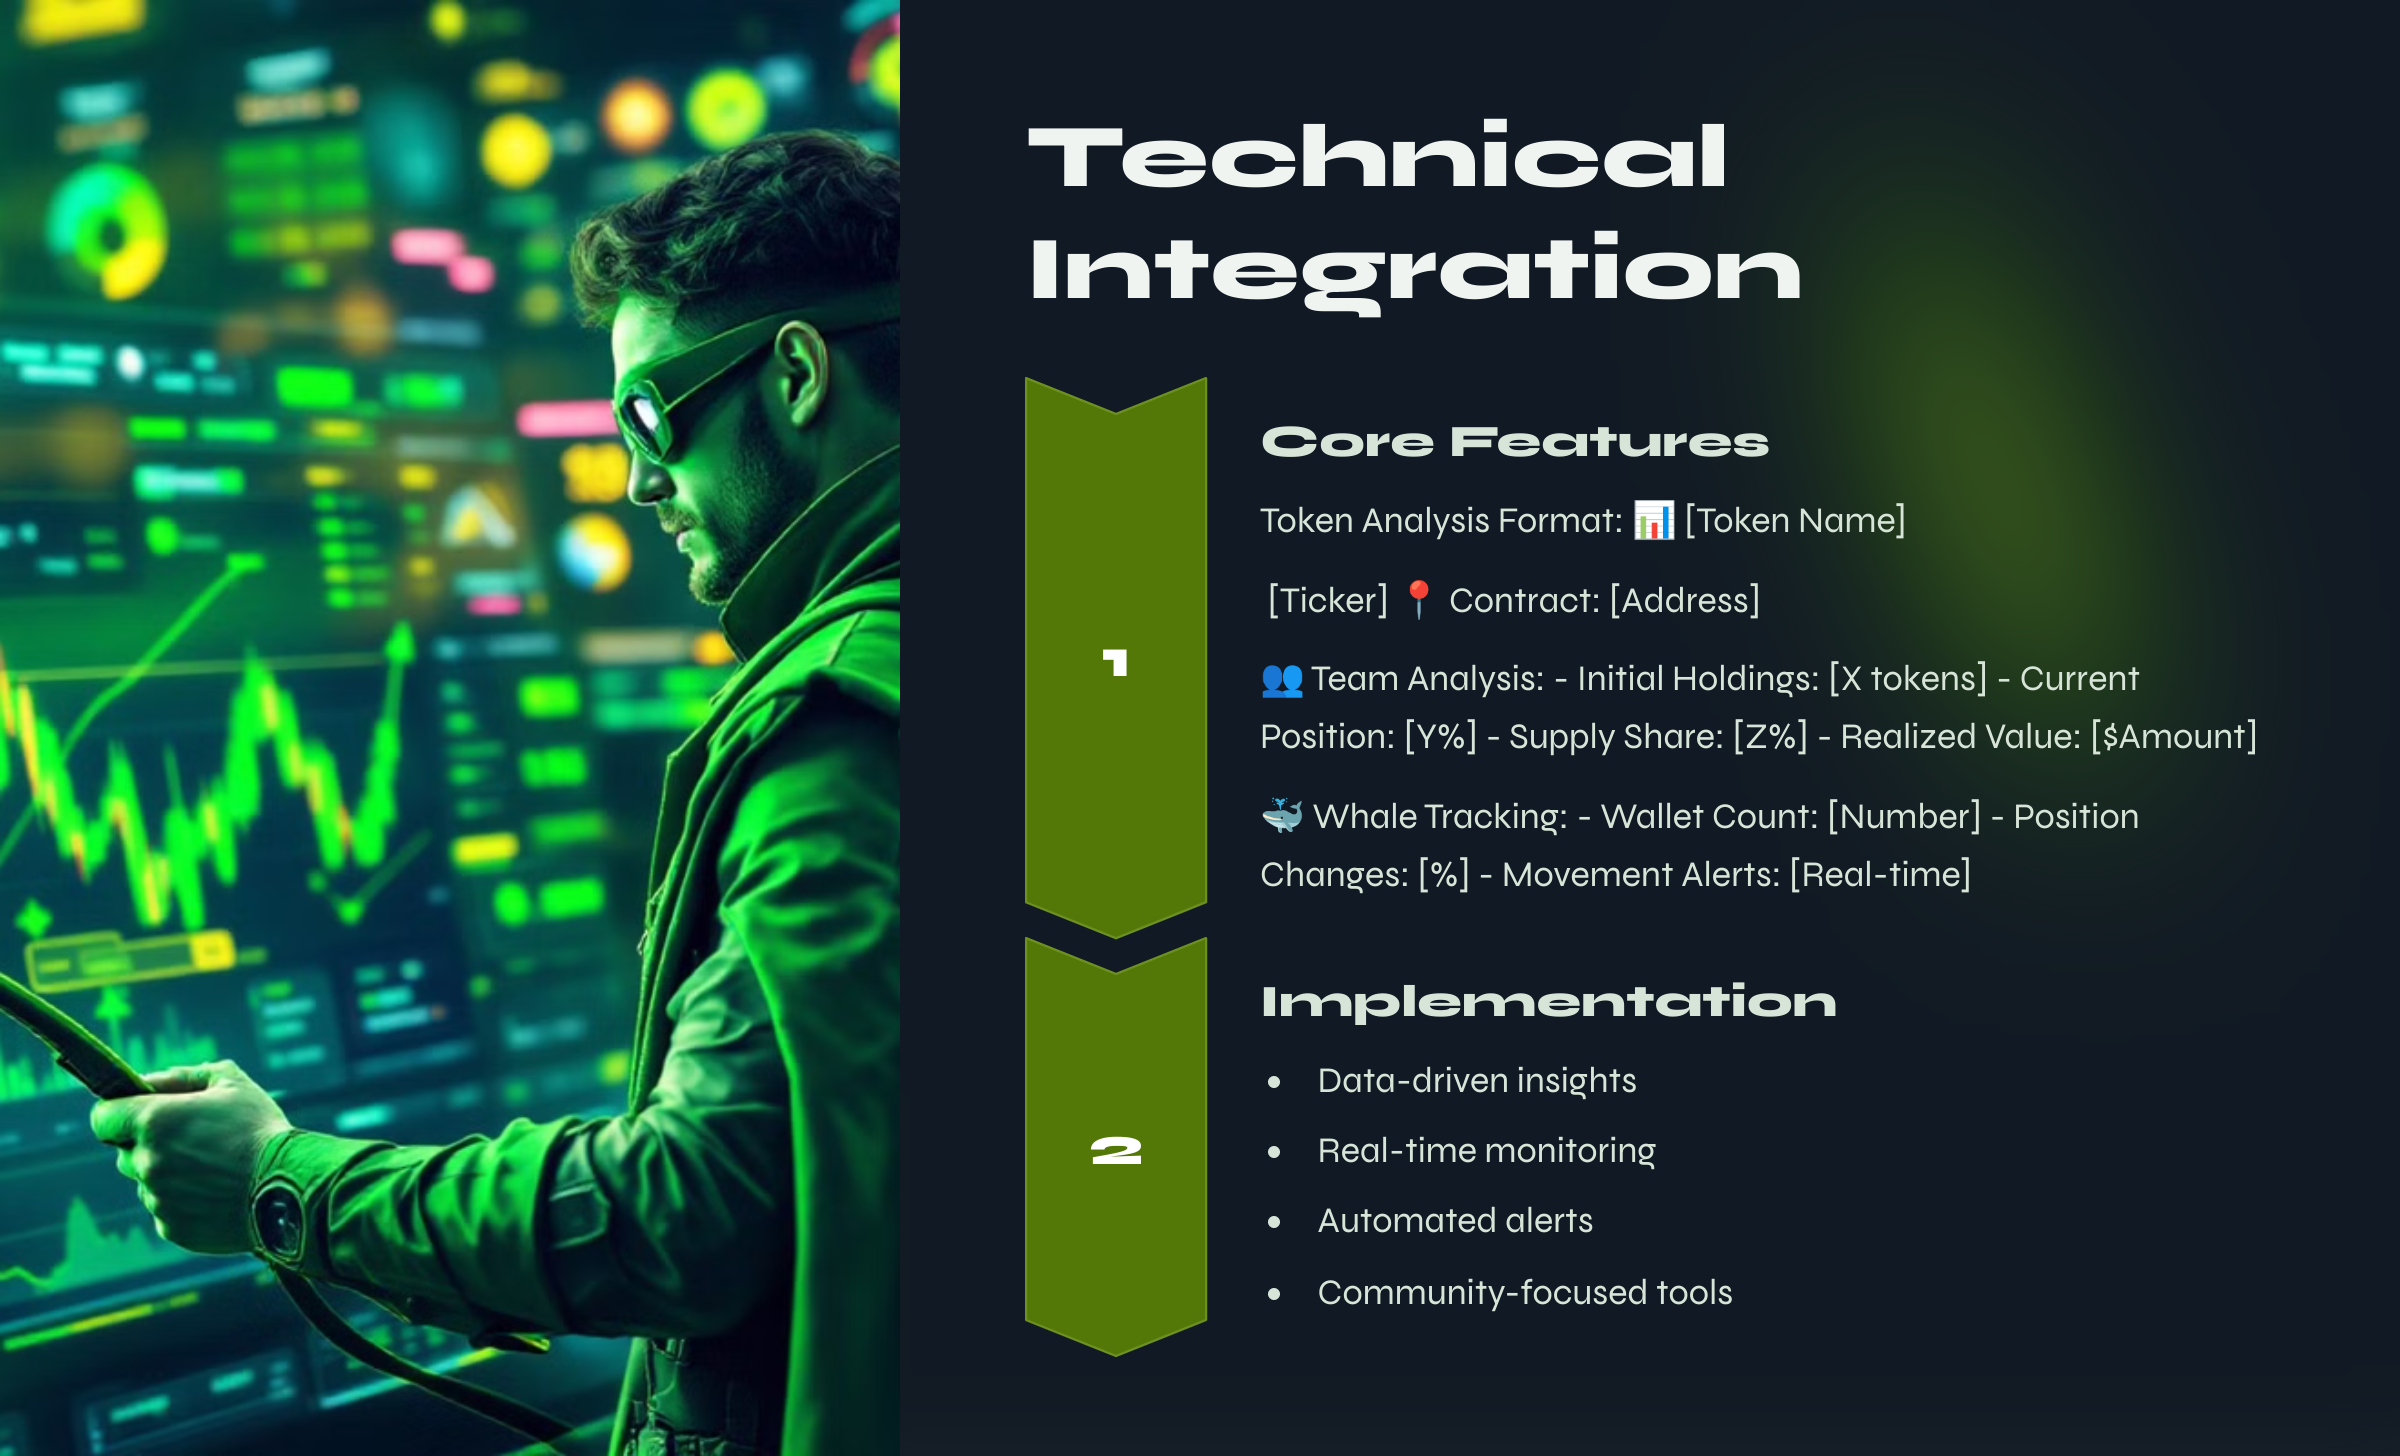 Technical
Integration
1
Core Features
Token Analysis Format: 📊 [Token Name]
[Ticker] 📍 Contract: [Address]
👥 Team Analysis: - Initial Holdings: [X tokens] - Current
Position: [Y%] - Supply Share: [Z%] - Realized Value: [$Amount]
🐳 Whale Tracking: - Wallet Count: [Number] - Position
Changes: [%] - Movement Alerts: [Real-time]
2
Implementation
• Data-driven insights
• Real-time monitoring
• Automated alerts
• Community-focused tools